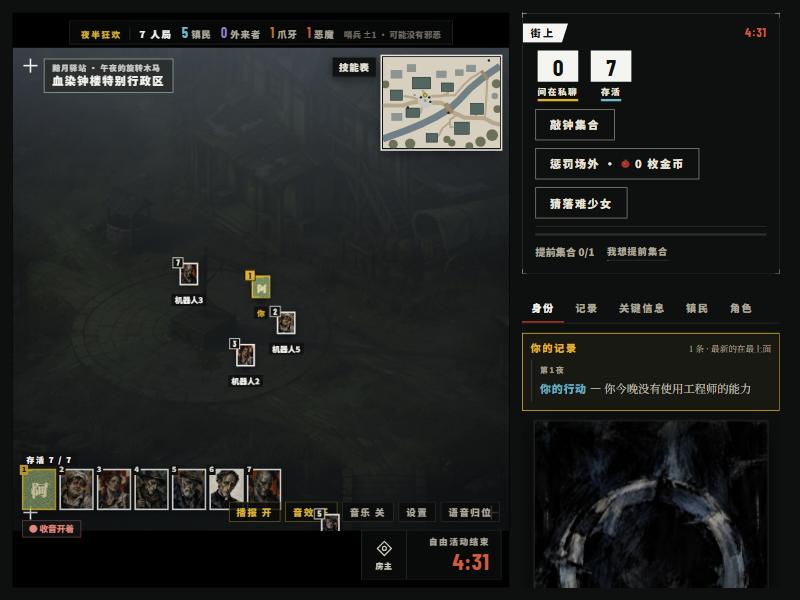 夜半狂欢 7 人局 5 镇民 0 外来者 1 爪牙 1 恶魔 哨兵 ±1 · 可能没有邪恶
黯月驿站 · 午夜的旋转木马
血染钟楼特别行政区
技能表
7
机器人3
1
阿
你
2
机器人5
3
机器人2
存活 7 / 7
1 2 3 4 5 6 7
阿
播报 开
音效
5
音乐 关
设置
语音归位
收音开着
房主
自由活动结束
4:31
街上
4:31
0 7
间在私聊 存活
敲钟集合
惩罚场外 · 0 枚金币
猜落难少女
提前集合 0/1 我想提前集合
身份 记录 关键信息 镇民 角色
你的记录
1 条 · 最新的在最上面
第1夜
你的行动 — 你今晚没有使用工程师的能力